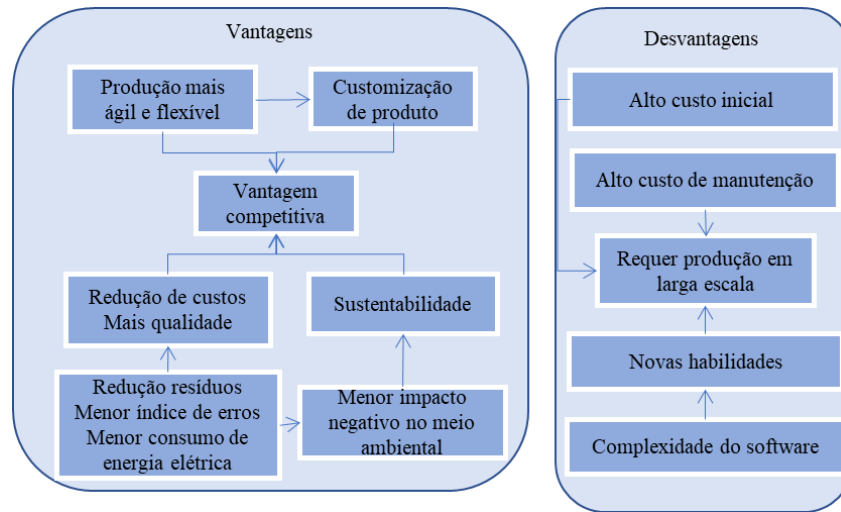 Vantagens
Produção mais
ágil e flexível
Customização
de produto
Vantagem
competitiva
Redução de custos
Mais qualidade
Sustentabilidade
Redução resíduos
Menor índice de erros
Menor consumo de
energia elétrica
Menor impacto
negativo no meio
ambiental
Desvantagens
Alto custo inicial
Alto custo de manutenção
Requer produção em
larga escala
Novas habilidades
Complexidade do software